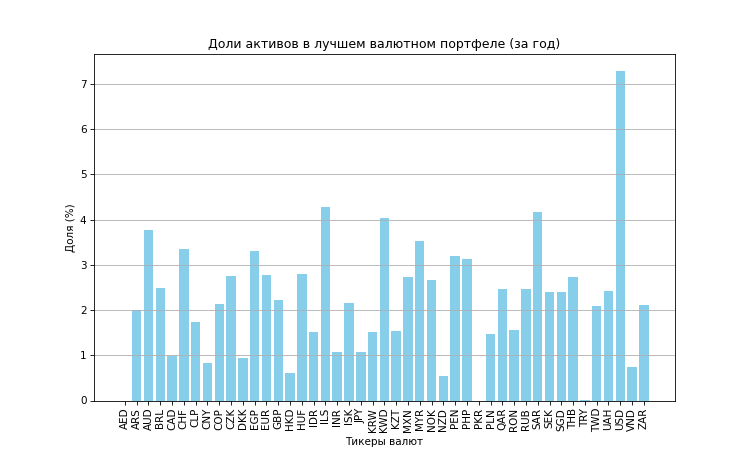 Доли активов в лучшем валютном портфеле (за год)
Доля (%)
7
6
5
4
3
2
1
0
AED ARS AUD BRL CAD CHF CLP CNY COP CZK DKK EGP EUR GBP HKD HUF IDR ILS INR ISK JPY KRW KWD KZT MXN MYR NOK NZD PEN PHP PKR PLN QAR RON RUB SAR SEK SGD THB TRY TWD UAH USD VND ZAR
Тикеры валют